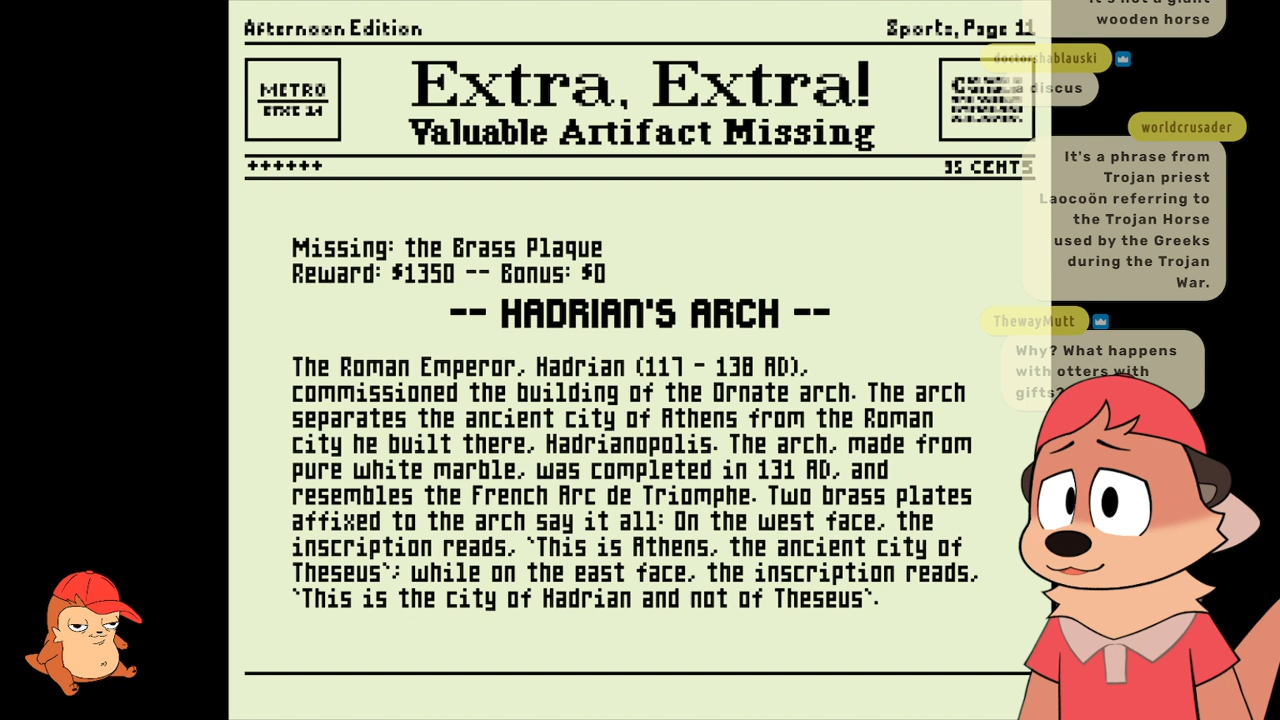 Afternoon Edition
Sports, Page 11
METRO
Extra, Extra!
Valuable Artifact Missing
++++++
35 CENTS
Missing: the Brass Plaque
Reward: $1350 -- Bonus: $0
-- HADRIAN'S ARCH --
The Roman Emperor, Hadrian (117 - 138 AD),
commissioned the building of the Ornate arch. The arch
separates the ancient city of Athens from the Roman
city he built there, Hadrianopolis. The arch, made from
pure white marble, was completed in 131 AD, and
resembles the French Arc de Triomphe. Two brass plates
affixed to the arch say it all: On the west face, the
inscription reads, `This is Athens, the ancient city of
Theseus`; while on the east face, the inscription reads,
`This is the city of Hadrian and not of Theseus`.
wooden horse
doctorshablauski
a discus
worldcrusader
It's a phrase from
Trojan priest
Laocoön referring to
the Trojan Horse
used by the Greeks
during the Trojan
War.
ThewayMutt
Why? What happens
with otters with
gifts?